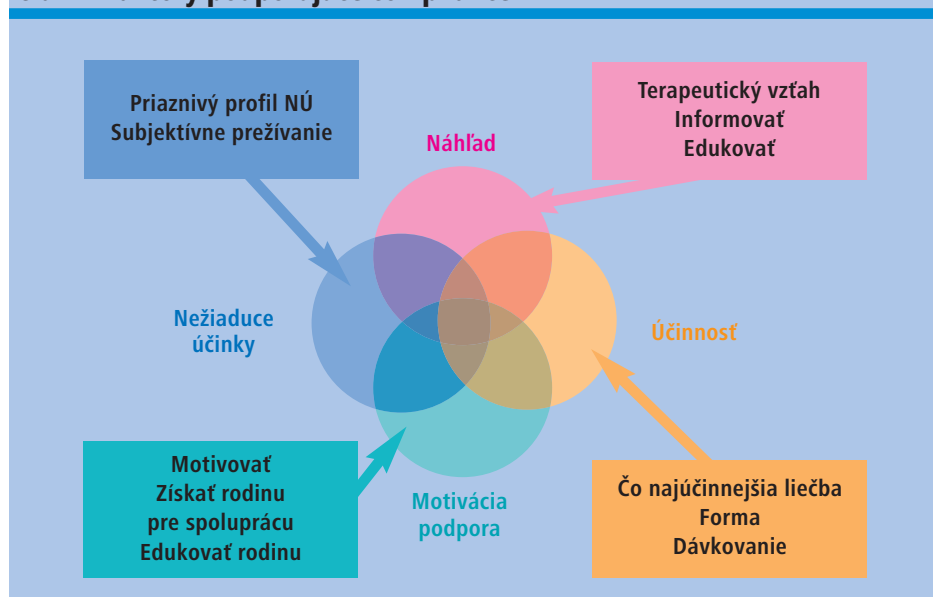 Priaznivý profil NÚ
Subjektívne prežívanie
Terapeutický vzťah
Informovať
Edukovať
Náhľad
Nežiaduce
účinky
Účinnosť
Motivácia
podpora
Motivovať
Získať rodinu
pre spoluprácu
Edukovať rodinu
Čo najúčinnejšia liečba
Forma
Dávkovanie